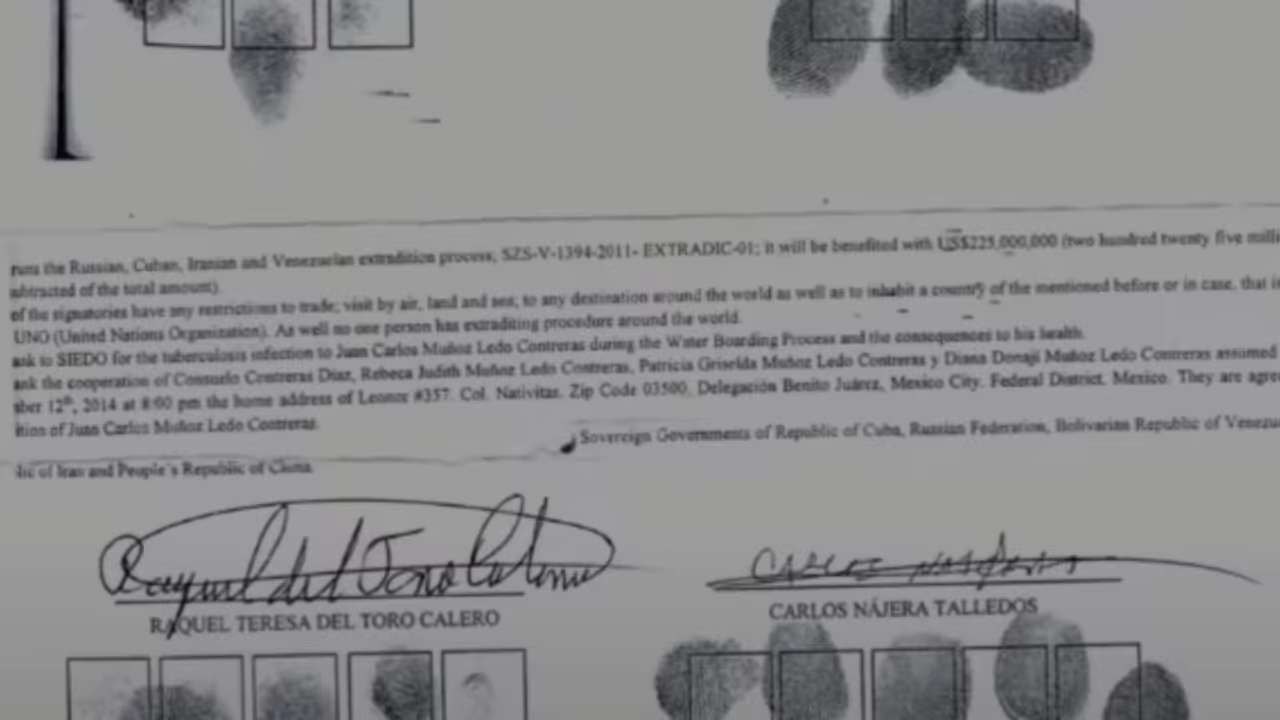 runs the Russian, Cuban, Iranian and Venezuelan extradition process; SZS-V-1394-2011- EXTRADIC-01; it will be benefited with US$225,000,000 (two hundred twenty five milli
ubtracted of the total amount).
of the signatories have any restrictions to trade; visit by air, land and sea; to any destination around the world as well as to inhabit a country of the mentioned before or in case, that i
UNO (United Nations Organization). As well no one person has extraditing procedure around the world.
ask to SIEDO for the tuberculosis infection to Juan Carlos Muñoz Ledo Contreras during the Water Boarding Process and the consequences to his health.
ank the cooperation of Consuelo Contreras Diaz, Rebeca Judith Muñoz Ledo Contreras, Patricia Griselda Muñoz Ledo Contreras y Diana Donají Muñoz Ledo Contreras assumed
ber 12th, 2014 at 8:00 pm the home address of Leonor #357. Col. Nativitas. Zip Code 03500, Delegación Benito Juárez, Mexico City. Federal District. Mexico. They are agre
ition of Juan Carlos Muñoz Ledo Contreras.
Sovereign Governments of Republic of Cuba, Russian Federation, Bolivarian Republic of Venezu
lic of Iran and People's Republic of China.
Raquel del Toro Calero
RAQUEL TERESA DEL TORO CALERO
CARLOS NÁJERA TALLEDOS